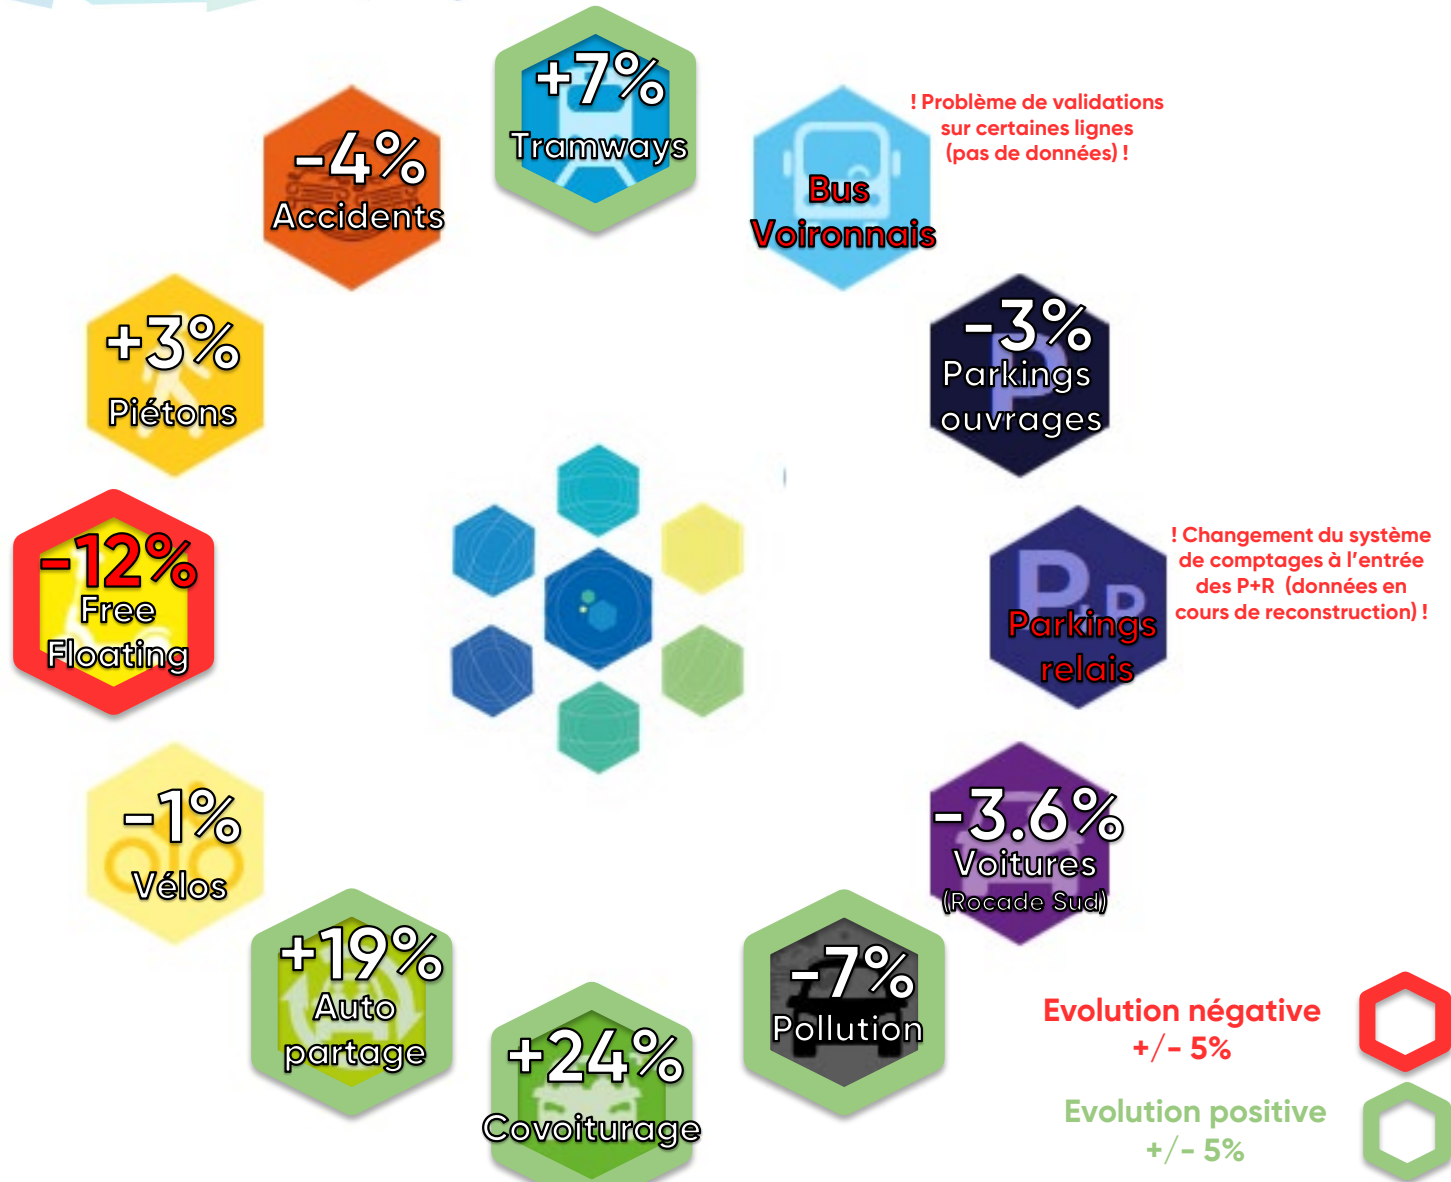 +7%
Tramways
-4%
Accidents
Bus
Voironnais
! Problème de validations
sur certaines lignes
(pas de données) !
+3%
Piétons
-3%
Parkings
ouvrages
-12%
Free
Floating
P+R
Parkings
relais
! Changement du système
de comptages à l'entrée
des P+R (données en
cours de reconstruction) !
-1%
Vélos
-3.6%
Voitures
(Rocade Sud)
+19%
Auto
partage
+24%
Covoiturage
-7%
Pollution
Evolution négative
+/- 5%
Evolution positive
+/- 5%